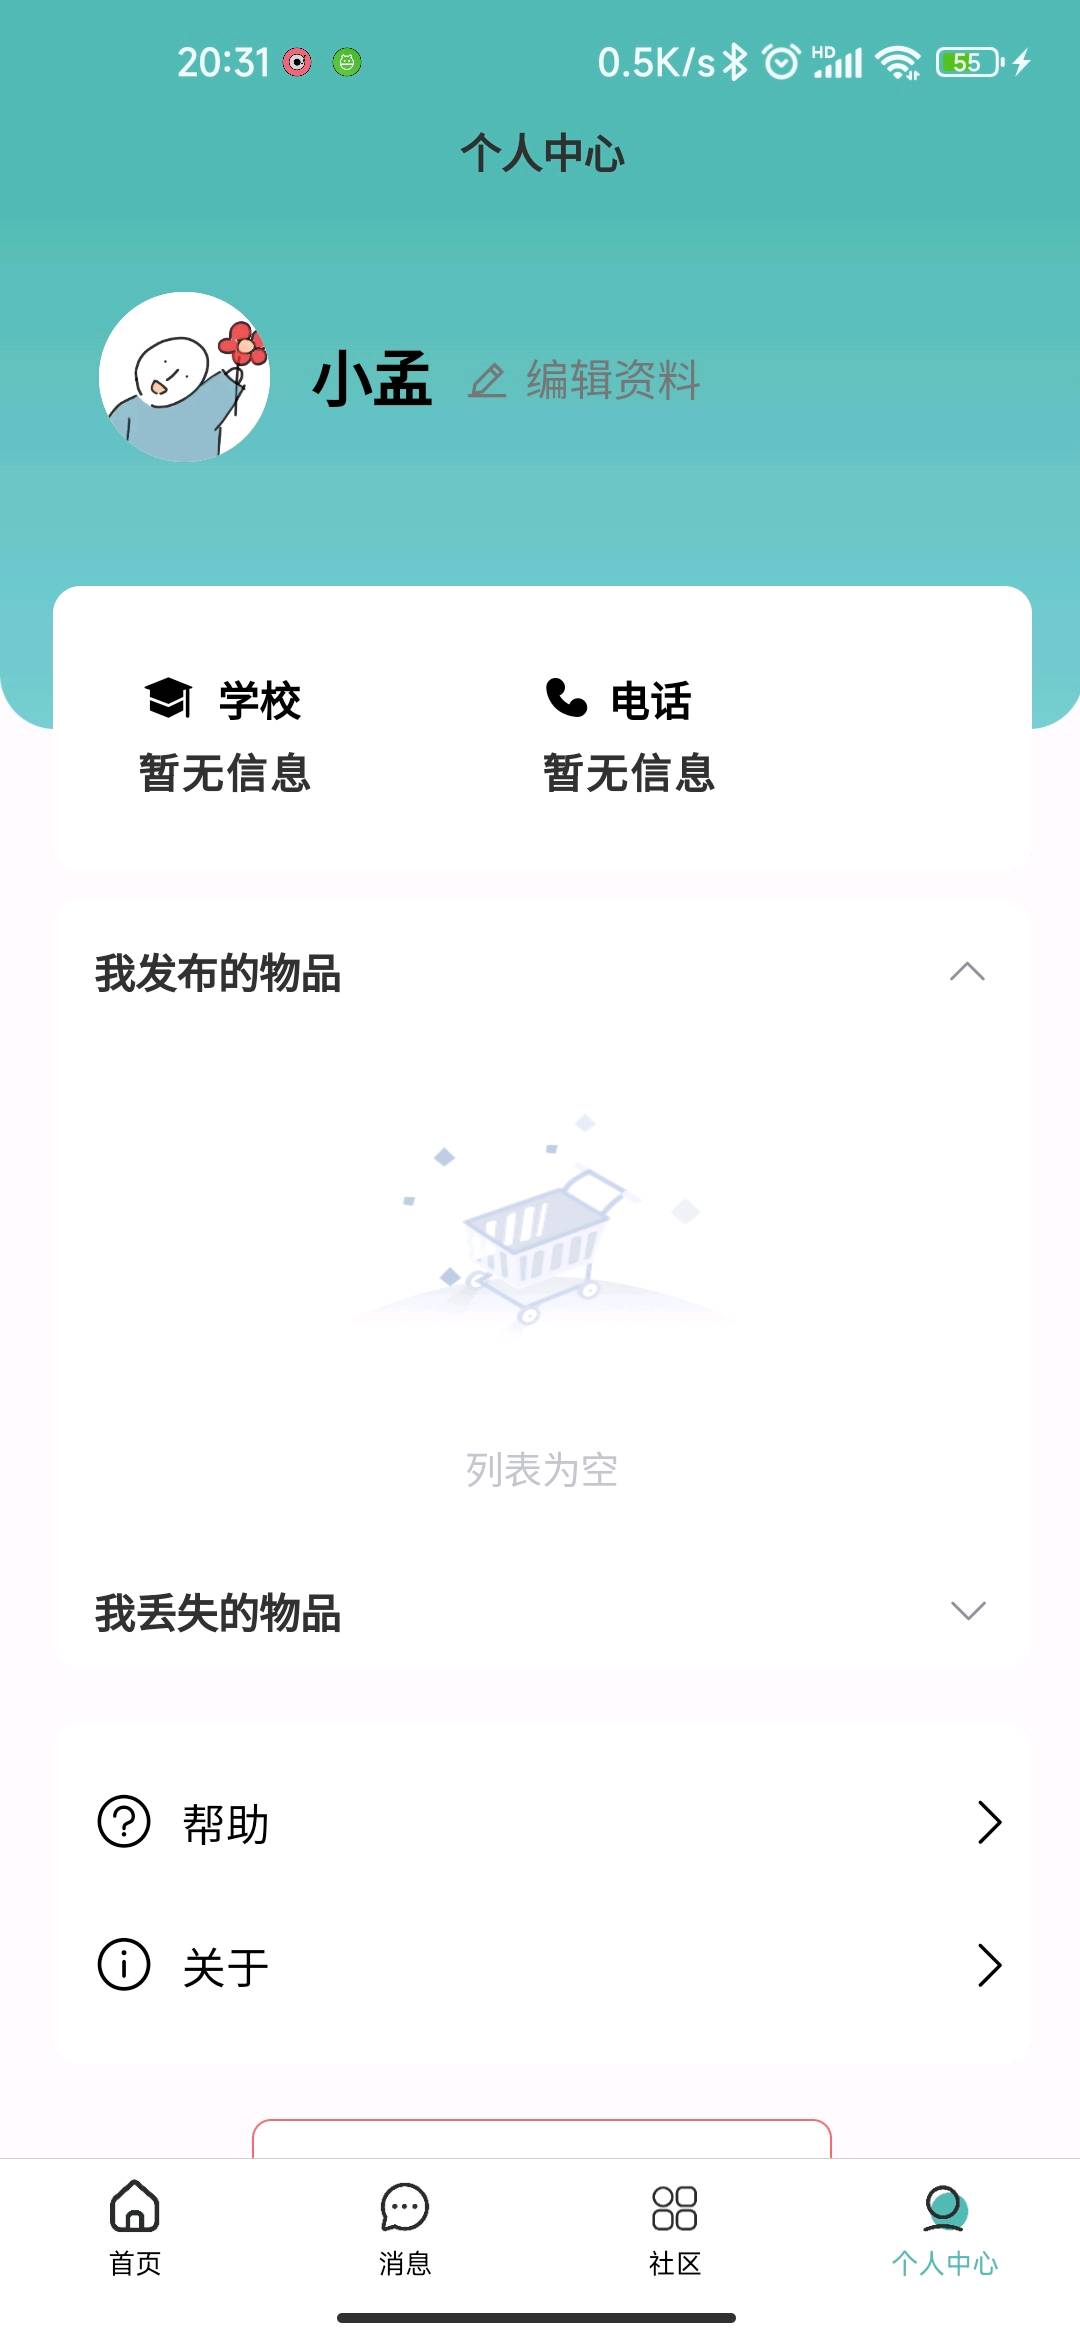 20:31 0.5K/s HD 55
个人中心
小孟 编辑资料
学校 电话
暂无信息 暂无信息
我发布的物品
列表为空
我丢失的物品
帮助
关于
首页 消息 社区 个人中心